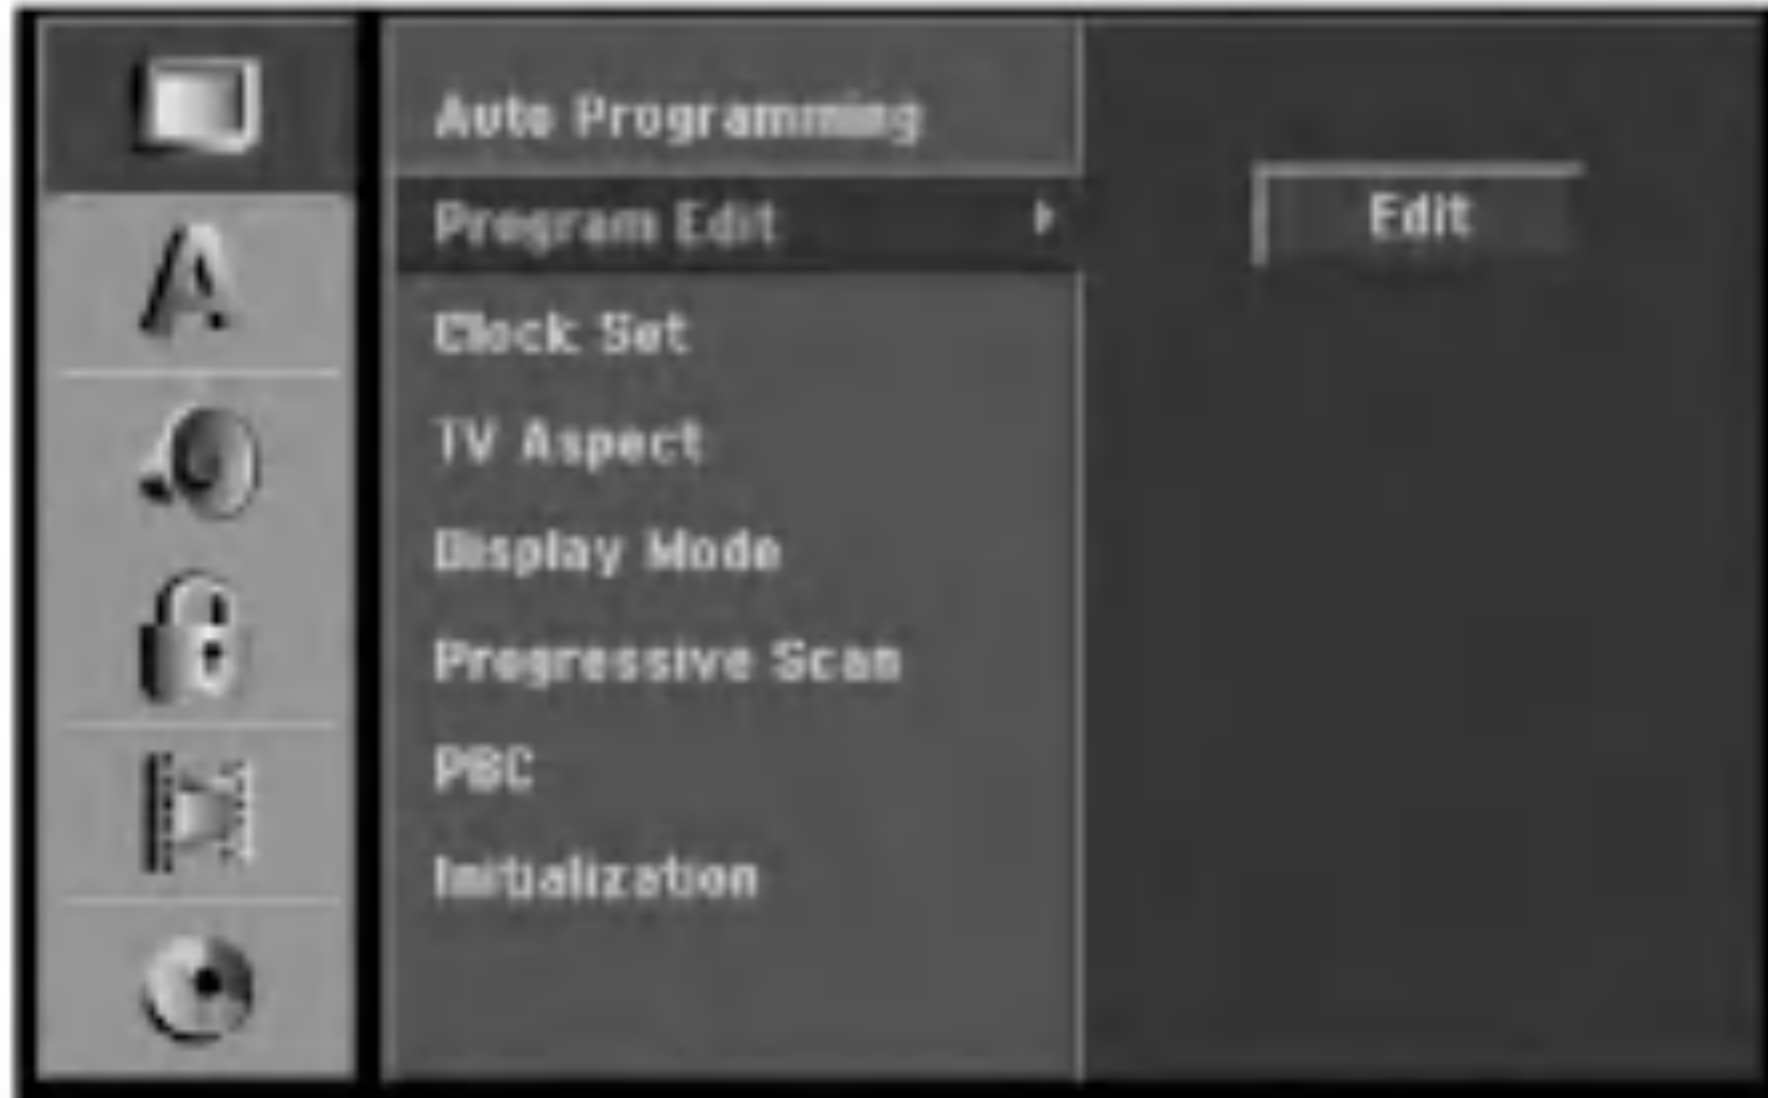 Auto Programming
Program Edit
Edit
Clock Set
TV Aspect
Display Mode
Progressive Scan
PBC
Initialization